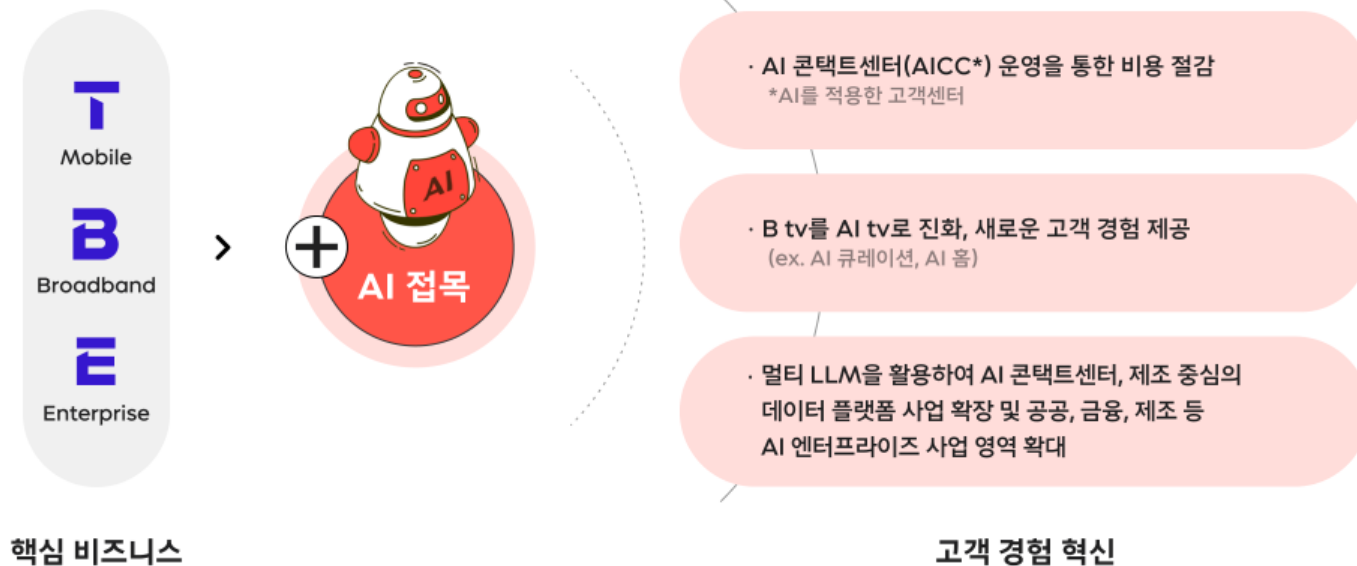 T
Mobile
B
Broadband
E
Enterprise
핵심 비즈니스
AI
AI 접목
· AI 콘택트센터(AICC*) 운영을 통한 비용 절감
*AI를 적용한 고객센터
· B tv를 AI tv로 진화, 새로운 고객 경험 제공
(ex. AI 큐레이션, AI 홈)
· 멀티 LLM을 활용하여 AI 콘택트센터, 제조 중심의
데이터 플랫폼 사업 확장 및 공공, 금융, 제조 등
AI 엔터프라이즈 사업 영역 확대
고객 경험 혁신